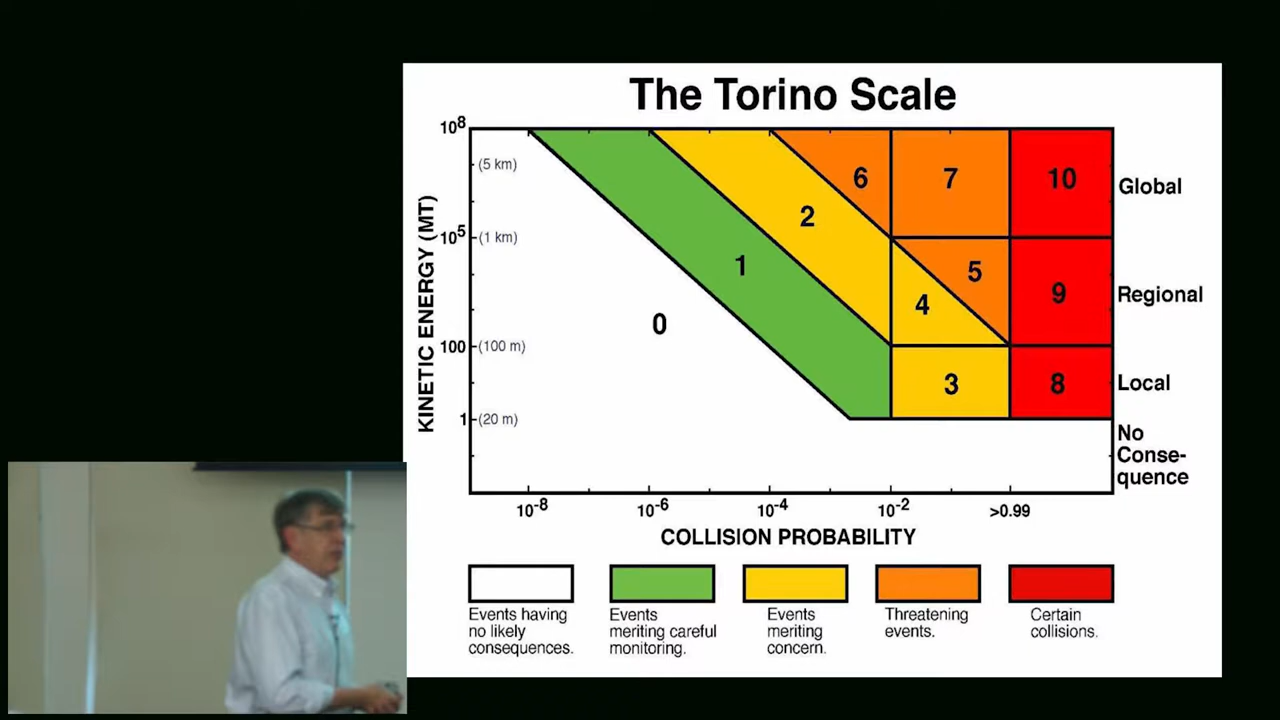 The Torino Scale
KINETIC ENERGY (MT)
10⁸
(5 km)
10⁵
(1 km)
100
(100 m)
1
(20 m)
0
1
2
6
7
10
5
4
9
3
8
Global
Regional
Local
No
Conse-
quence
10⁻⁸ 10⁻⁶ 10⁻⁴ 10⁻² >0.99
COLLISION PROBABILITY
Events having
no likely
consequences.
Events
meriting careful
monitoring.
Events
meriting
concern.
Threatening
events.
Certain
collisions.